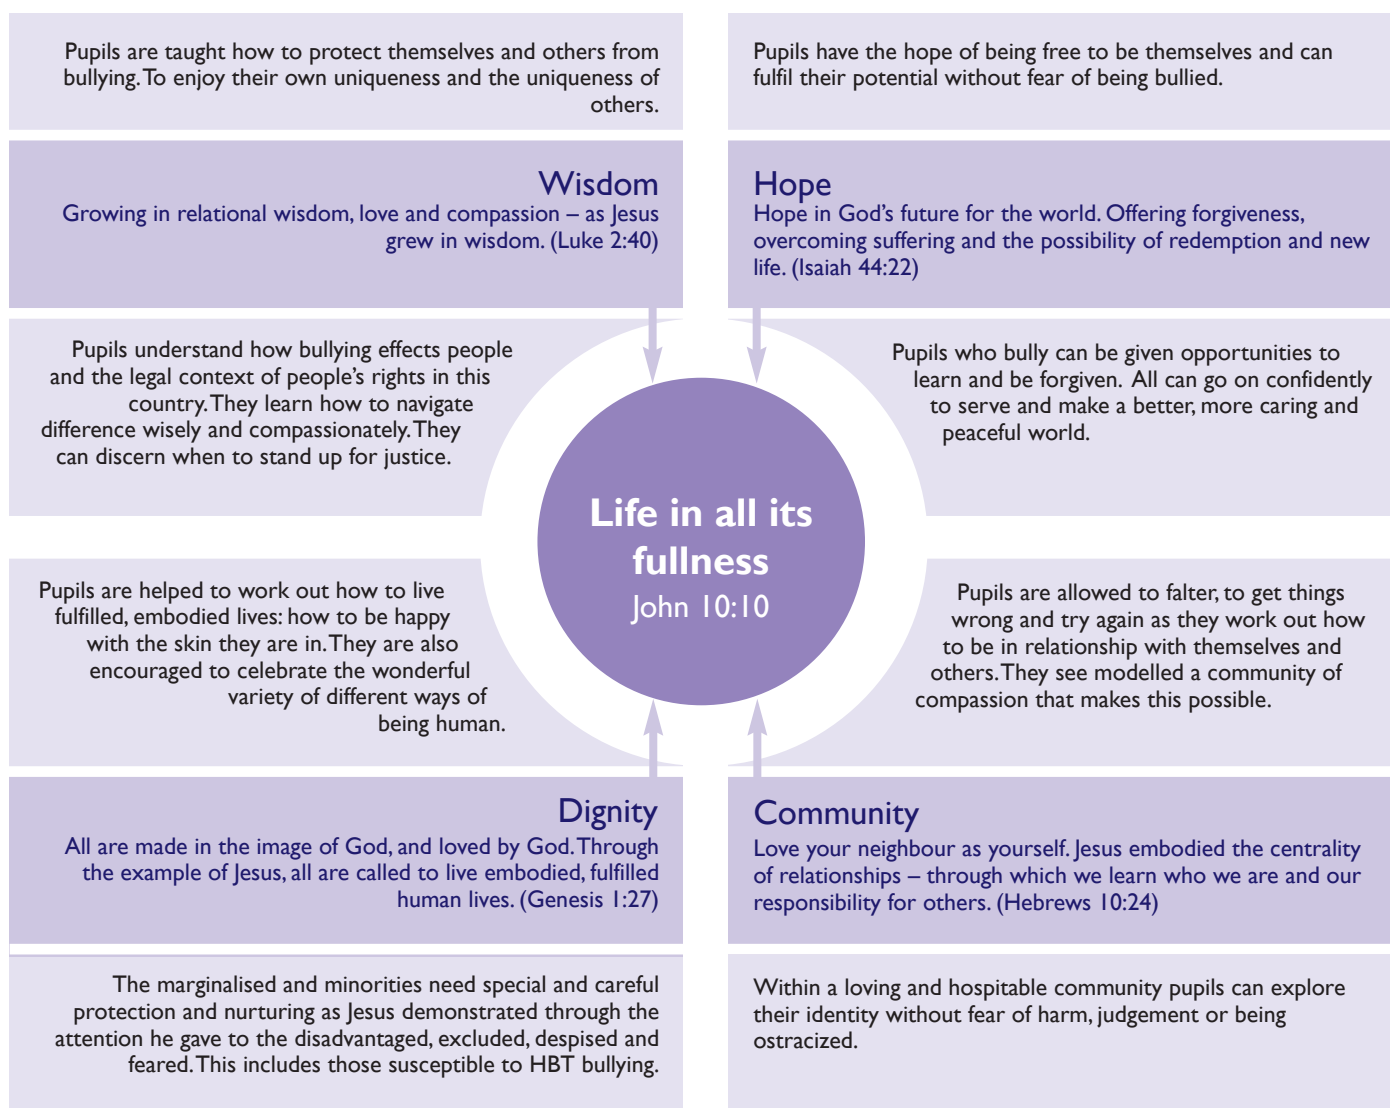 Pupils are taught how to protect themselves and others from
bullying. To enjoy their own uniqueness and the uniqueness of
others.
Wisdom
Growing in relational wisdom, love and compassion – as Jesus
grew in wisdom. (Luke 2:40)
Pupils understand how bullying effects people
and the legal context of people’s rights in this
country. They learn how to navigate
difference wisely and compassionately. They
can discern when to stand up for justice.
Pupils have the hope of being free to be themselves and can
fulfil their potential without fear of being bullied.
Hope
Hope in God’s future for the world. Offering forgiveness,
overcoming suffering and the possibility of redemption and new
life. (Isaiah 44:22)
Pupils who bully can be given opportunities to
learn and be forgiven. All can go on confidently
to serve and make a better, more caring and
peaceful world.
Life in all its
fullness
John 10:10
Pupils are helped to work out how to live
fulfilled, embodied lives: how to be happy
with the skin they are in. They are also
encouraged to celebrate the wonderful
variety of different ways of
being human.
Dignity
All are made in the image of God, and loved by God. Through
the example of Jesus, all are called to live embodied, fulfilled
human lives. (Genesis 1:27)
The marginalised and minorities need special and careful
protection and nurturing as Jesus demonstrated through the
attention he gave to the disadvantaged, excluded, despised and
feared. This includes those susceptible to HBT bullying.
Pupils are allowed to falter, to get things
wrong and try again as they work out how
to be in relationship with themselves and
others. They see modelled a community of
compassion that makes this possible.
Community
Love your neighbour as yourself. Jesus embodied the centrality
of relationships – through which we learn who we are and our
responsibility for others. (Hebrews 10:24)
Within a loving and hospitable community pupils can explore
their identity without fear of harm, judgement or being
ostracized.